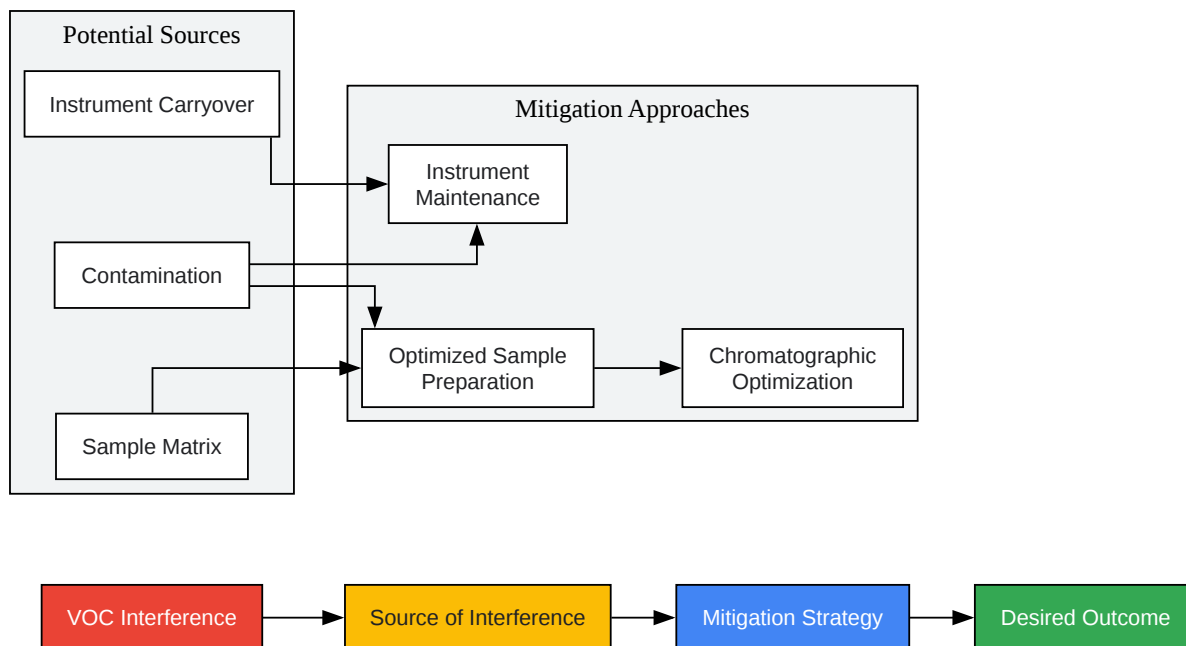 Potential Sources
Instrument Carryover
Mitigation Approaches
Instrument
Maintenance
Contamination
Optimized Sample
Preparation
Chromatographic
Optimization
Sample Matrix
VOC Interference
Source of Interference
Mitigation Strategy
Desired Outcome